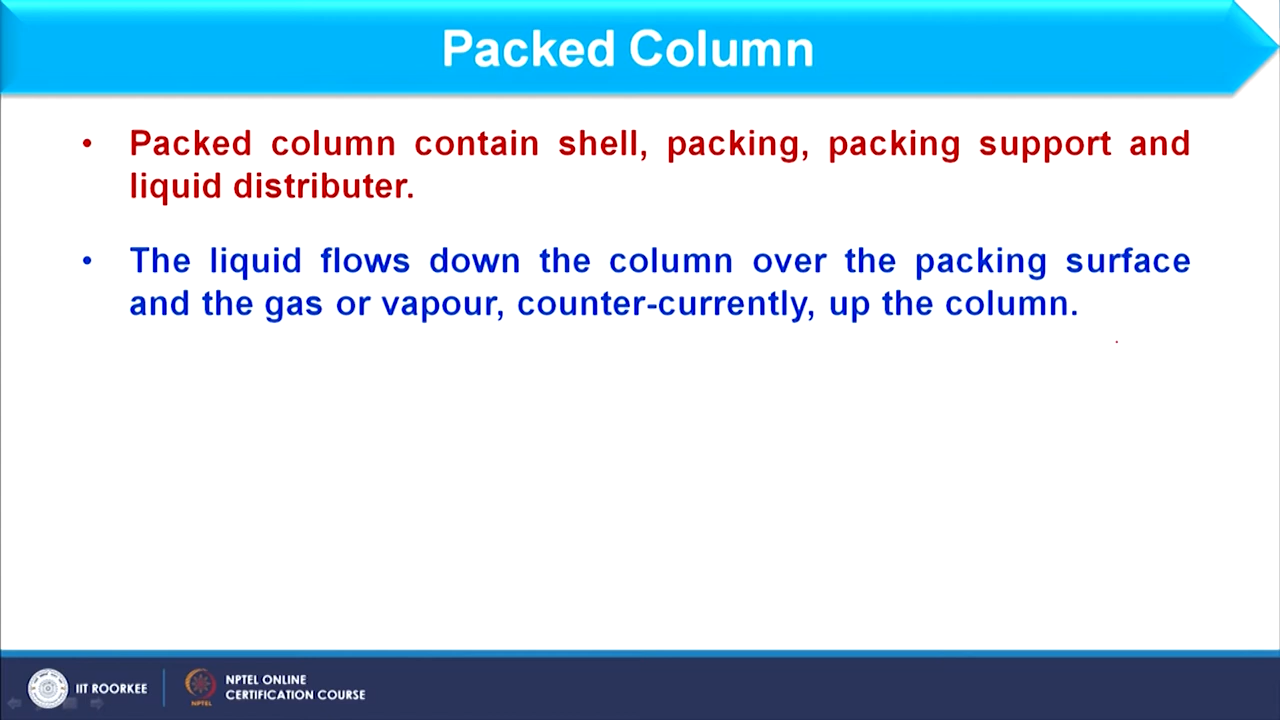 Packed Column
• Packed column contain shell, packing, packing support and
liquid distributer.
• The liquid flows down the column over the packing surface
and the gas or vapour, counter-currently, up the column.
IIT ROORKEE
NPTEL
NPTEL ONLINE
CERTIFICATION COURSE